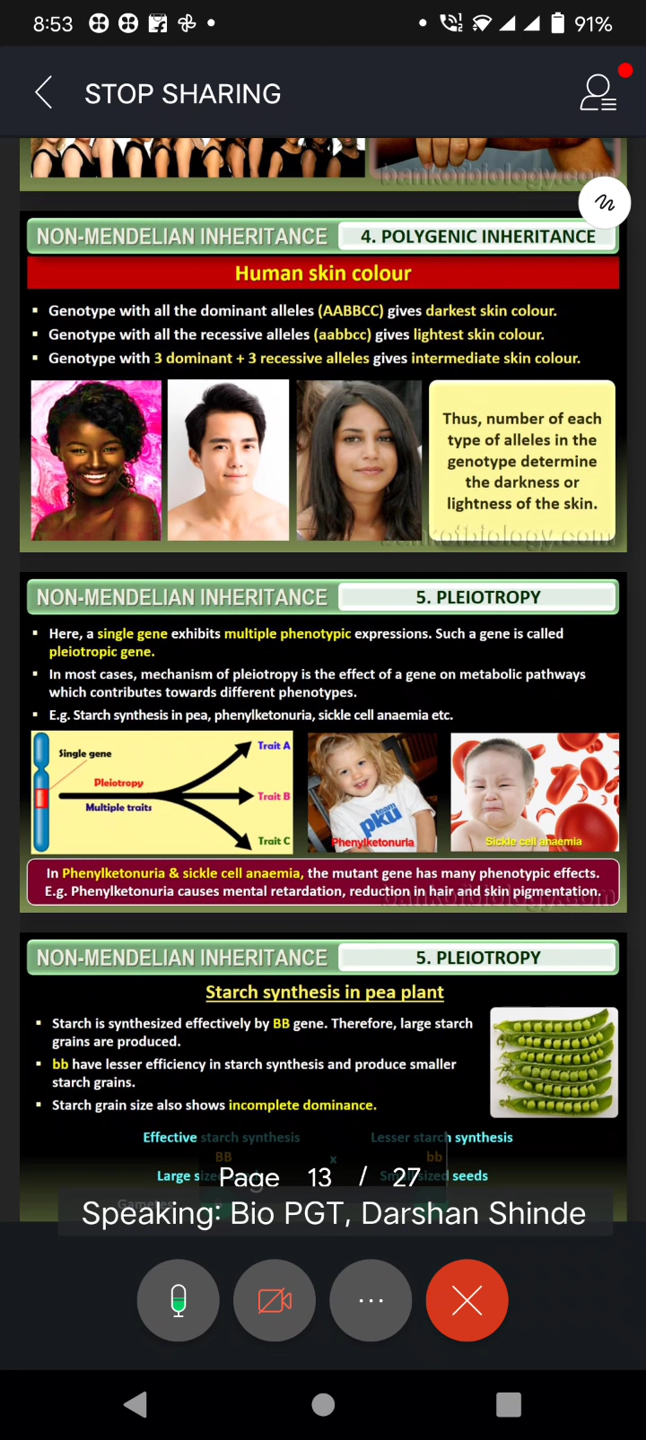 8:53
91%
STOP SHARING
bankofbiology.com
NON-MENDELIAN INHERITANCE
4. POLYGENIC INHERITANCE
Human skin colour
▪ Genotype with all the dominant alleles (AABBCC) gives darkest skin colour.
▪ Genotype with all the recessive alleles (aabbcc) gives lightest skin colour.
▪ Genotype with 3 dominant + 3 recessive alleles gives intermediate skin colour.
Thus, number of each
type of alleles in the
genotype determine
the darkness or
lightness of the skin.
bankofbiology.com
NON-MENDELIAN INHERITANCE
5. PLEIOTROPY
▪ Here, a single gene exhibits multiple phenotypic expressions. Such a gene is called
pleiotropic gene.
▪ In most cases, mechanism of pleiotropy is the effect of a gene on metabolic pathways
which contributes towards different phenotypes.
▪ E.g. Starch synthesis in pea, phenylketonuria, sickle cell anaemia etc.
Single gene
Pleiotropy
Multiple traits
Trait A
Trait B
Trait C
team
pku
Phenylketonuria
Sickle cell anaemia
In Phenylketonuria & sickle cell anaemia, the mutant gene has many phenotypic effects.
E.g. Phenylketonuria causes mental retardation, reduction in hair and skin pigmentation.
bankofbiology.com
NON-MENDELIAN INHERITANCE
5. PLEIOTROPY
Starch synthesis in pea plant
▪ Starch is synthesized effectively by BB gene. Therefore, large starch
grains are produced.
▪ bb have lesser efficiency in starch synthesis and produce smaller
starch grains.
▪ Starch grain size also shows incomplete dominance.
Effective starch synthesis
Lesser starch synthesis
BB
x
bb
Large
seeds
Page 13 / 27
Speaking: Bio PGT, Darshan Shinde